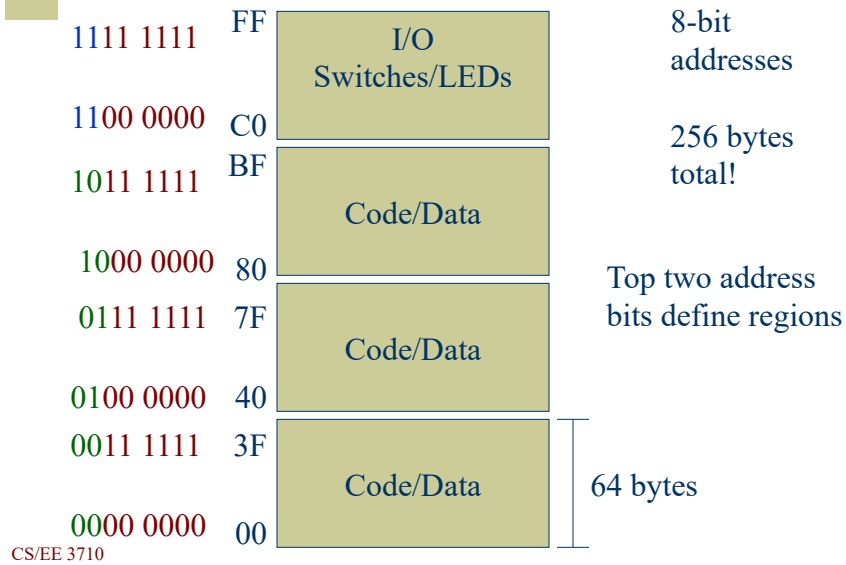 1111 1111 FF
I/O
Switches/LEDs
1100 0000 C0
1011 1111 BF
Code/Data
1000 0000 80
0111 1111 7F
Code/Data
0100 0000 40
0011 1111 3F
Code/Data
64 bytes
0000 0000 00
8-bit
addresses
256 bytes
total!
Top two address
bits define regions
CS/EE 3710